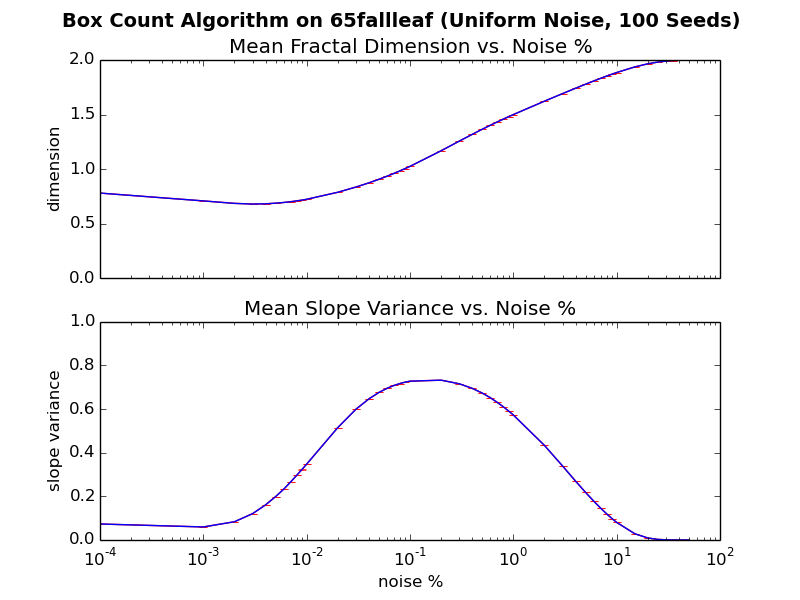 Box Count Algorithm on 65fallleaf (Uniform Noise, 100 Seeds)
Mean Fractal Dimension vs. Noise %
2.0
1.5
1.0
0.5
0.0
dimension
Mean Slope Variance vs. Noise %
1.0
0.8
0.6
0.4
0.2
0.0
slope variance
10^-4 10^-3 10^-2 10^-1 10^0 10^1 10^2
noise %